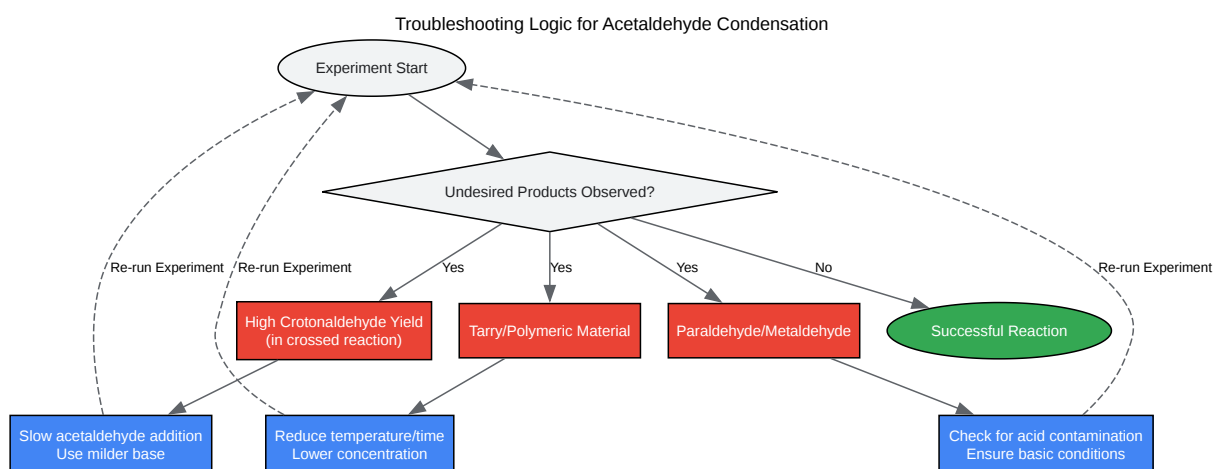 Troubleshooting Logic for Acetaldehyde Condensation
Experiment Start
Undesired Products Observed?
Re-run Experiment
Re-run Experiment
Yes
Yes
Yes
No
Re-run Experiment
High Crotonaldehyde Yield
(in crossed reaction)
Tarry/Polymeric Material
Paraldehyde/Metaldehyde
Successful Reaction
Slow acetaldehyde addition
Use milder base
Reduce temperature/time
Lower concentration
Check for acid contamination
Ensure basic conditions